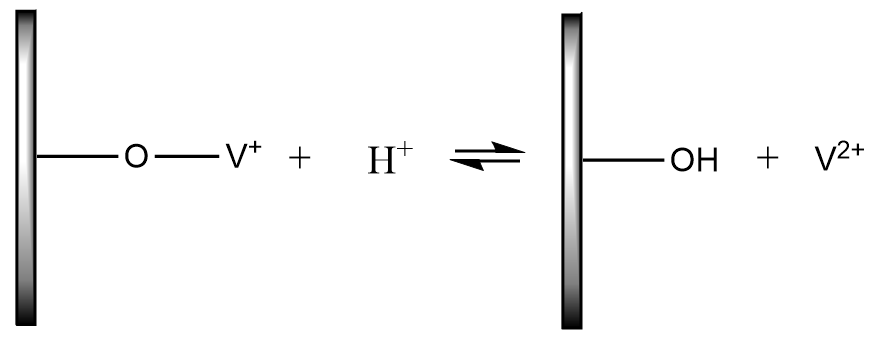 O V⁺ + H⁺ ⇌ OH + V²⁺